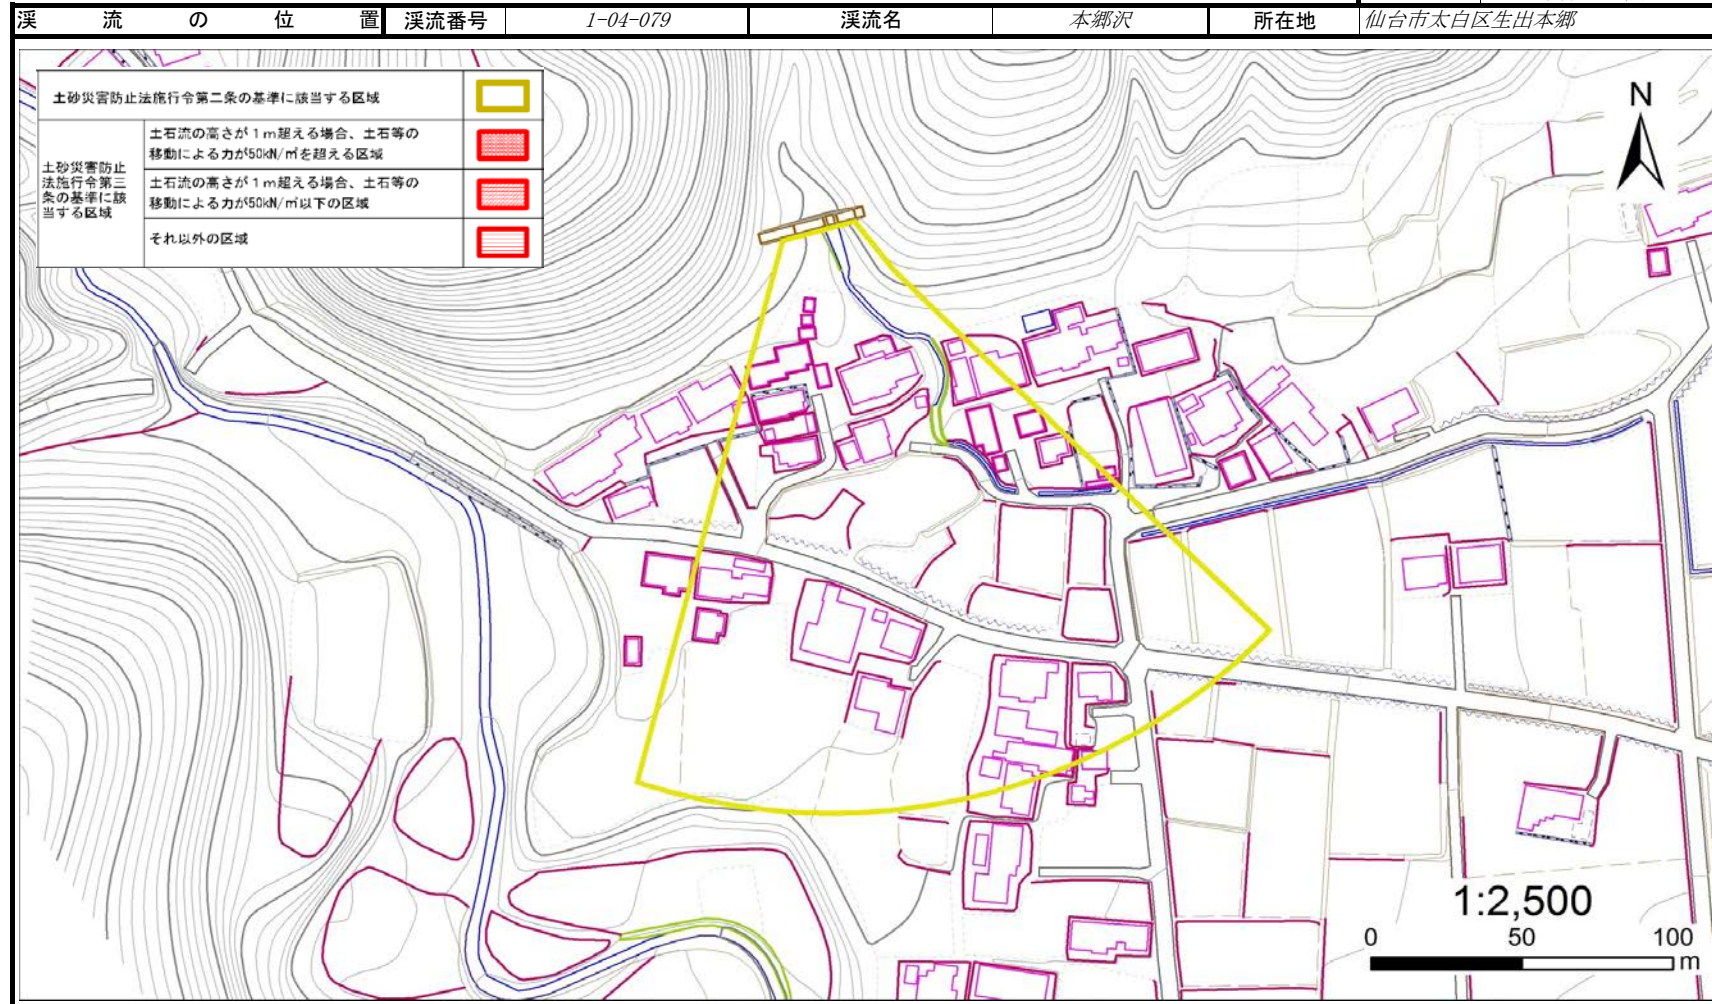 渓流の位置 渓流番号 1-04-079 渓流名 本郷沢 所在地 仙台市太白区生出本郷
土砂災害防止法施行令第二条の基準に該当する区域
土砂災害防止
法施行令第三
条の基準に該
当する区域
土石流の高さが1m超える場合、土石等の
移動による力が50kN/㎡を超える区域
土石流の高さが1m超える場合、土石等の
移動による力が50kN/㎡以下の区域
それ以外の区域
N
1:2,500
0 50 100
m